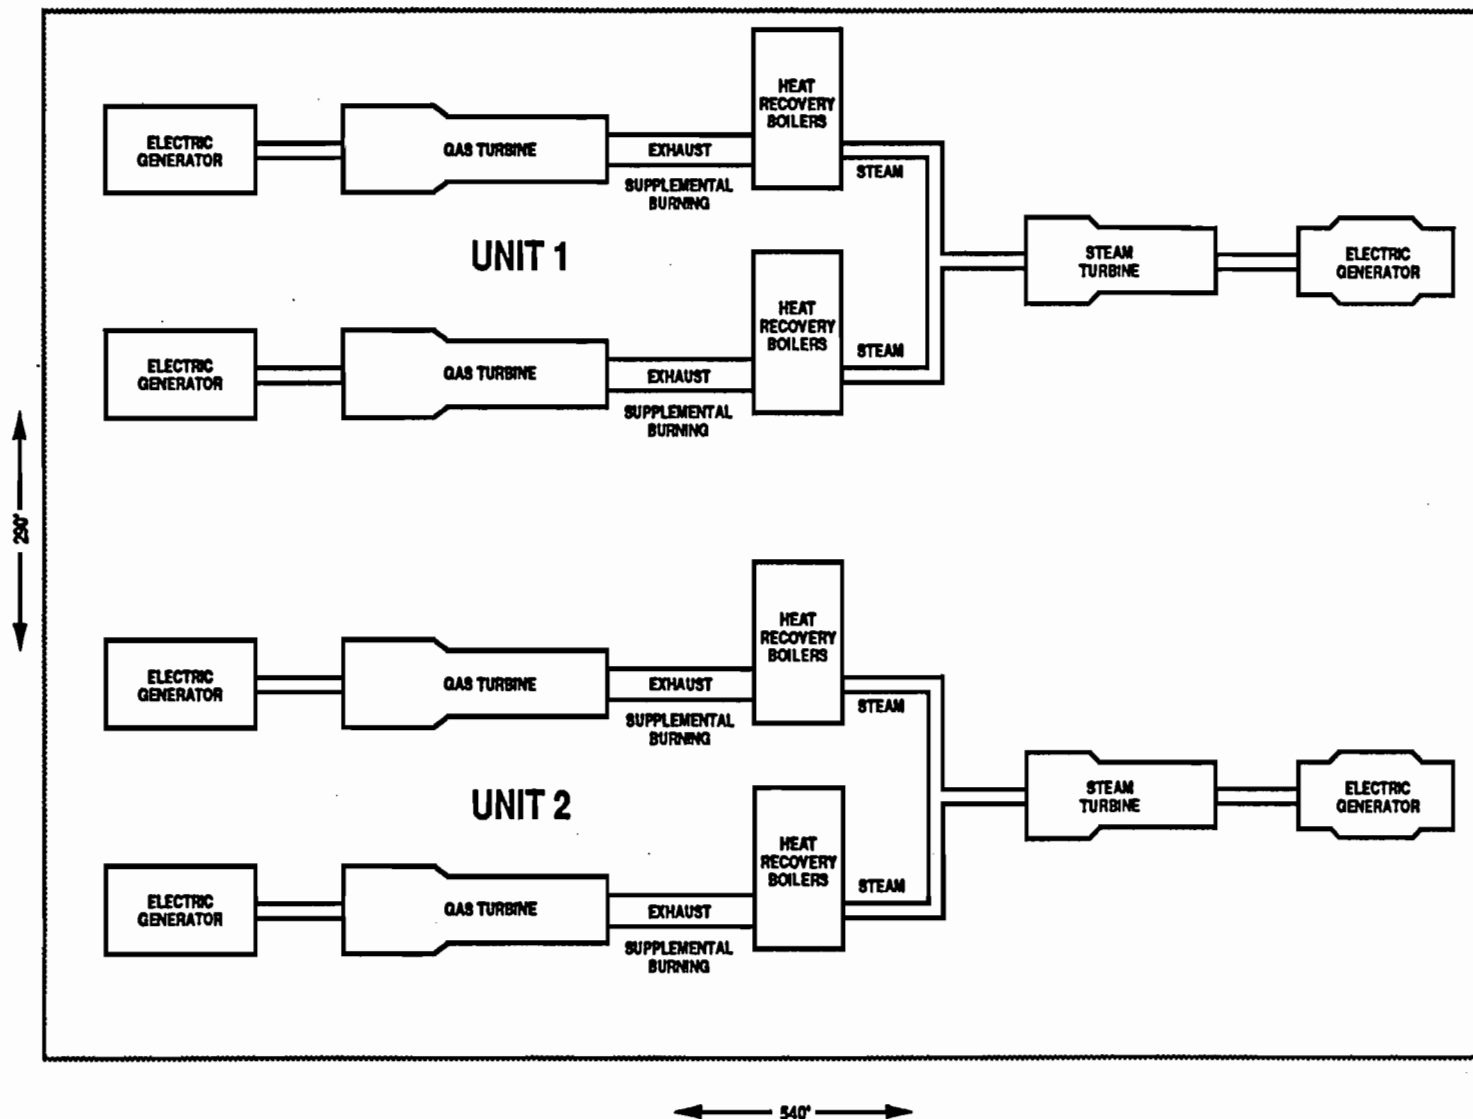 HEAT
RECOVERY
BOILERS
ELECTRIC
GENERATOR
GAS TURBINE
EXHAUST
SUPPLEMENTAL
BURNING
STEAM
UNIT 1
STEAM
TURBINE
ELECTRIC
GENERATOR
HEAT
RECOVERY
BOILERS
ELECTRIC
GENERATOR
GAS TURBINE
EXHAUST
SUPPLEMENTAL
BURNING
STEAM
290'
HEAT
RECOVERY
BOILERS
ELECTRIC
GENERATOR
GAS TURBINE
EXHAUST
SUPPLEMENTAL
BURNING
STEAM
UNIT 2
STEAM
TURBINE
ELECTRIC
GENERATOR
HEAT
RECOVERY
BOILERS
ELECTRIC
GENERATOR
GAS TURBINE
EXHAUST
SUPPLEMENTAL
BURNING
STEAM
540'